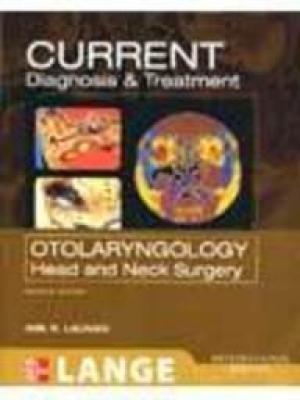 CURRENT
Diagnosis & Treatment
OTOLARYNGOLOGY
Head and Neck Surgery
LANGE